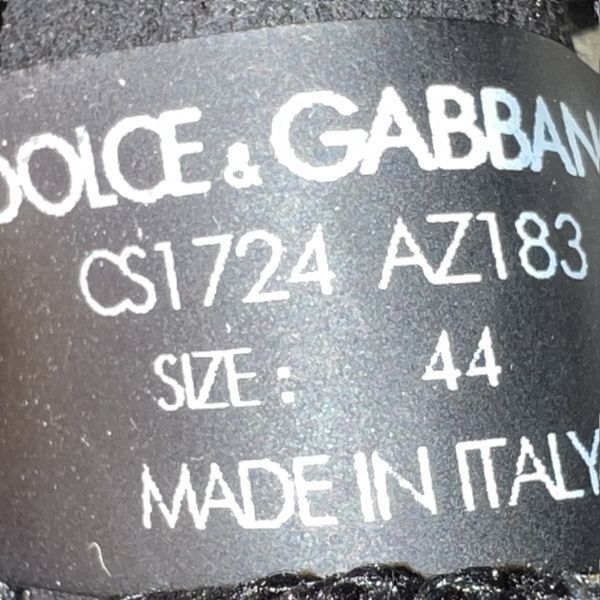 DOLCE & GABBAN
CS1724 AZ183
SIZE: 44
MADE IN ITALY